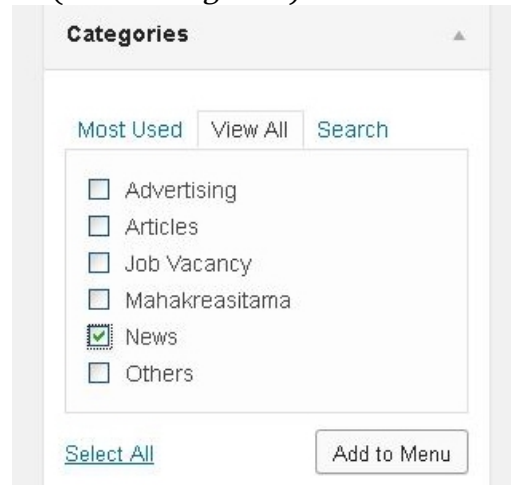 Categories
Most Used View All Search
Advertising
Articles
Job Vacancy
Mahakreasitama
News
Others
Select All Add to Menu